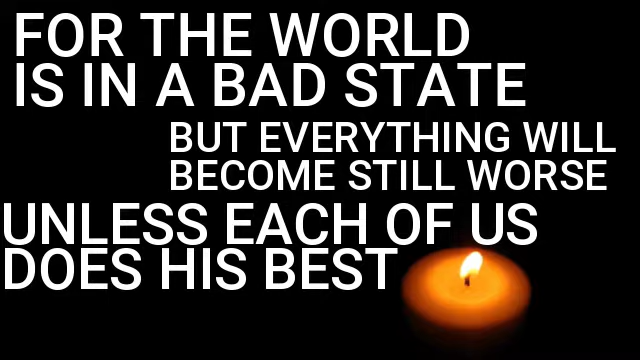 FOR THE WORLD
IS IN A BAD STATE
BUT EVERYTHING WILL
BECOME STILL WORSE
UNLESS EACH OF US
DOES HIS BEST